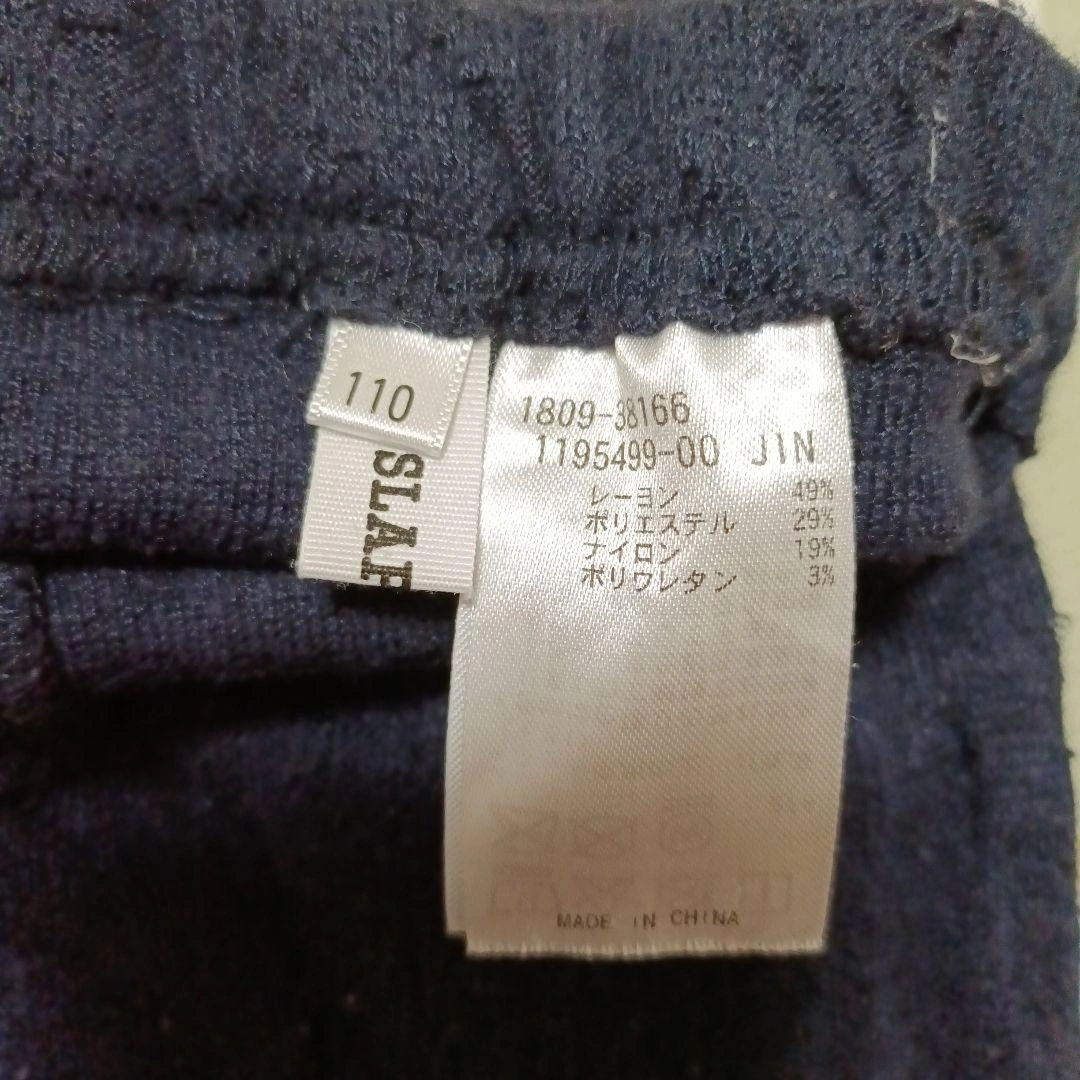 110
SLAP
1809-38166
1195499-00 JIN
レーヨン 49%
ポリエステル 29%
ナイロン 19%
ポリウレタン 3%
MADE IN CHINA